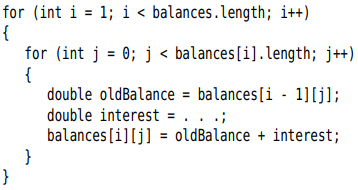 for (int i = 1; i < balances.length; i++)
{
   for (int j = 0; j < balances[i].length; j++)
   {
      double oldBalance = balances[i - 1][j];
      double interest = . . .;
      balances[i][j] = oldBalance + interest;
   }
}